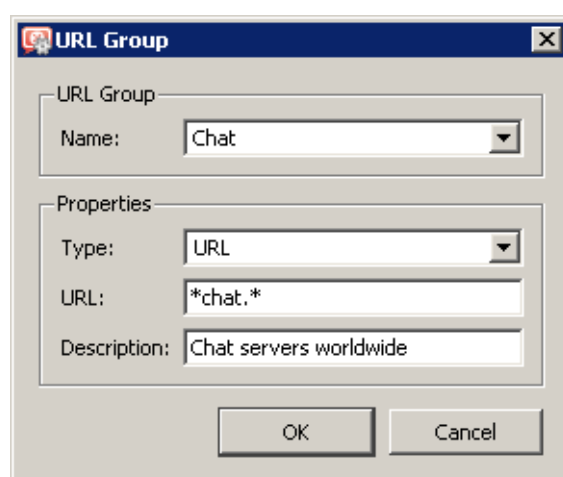 URL Group
URL Group
Name: Chat
Properties
Type: URL
URL: *chat.*
Description: Chat servers worldwide
OK Cancel